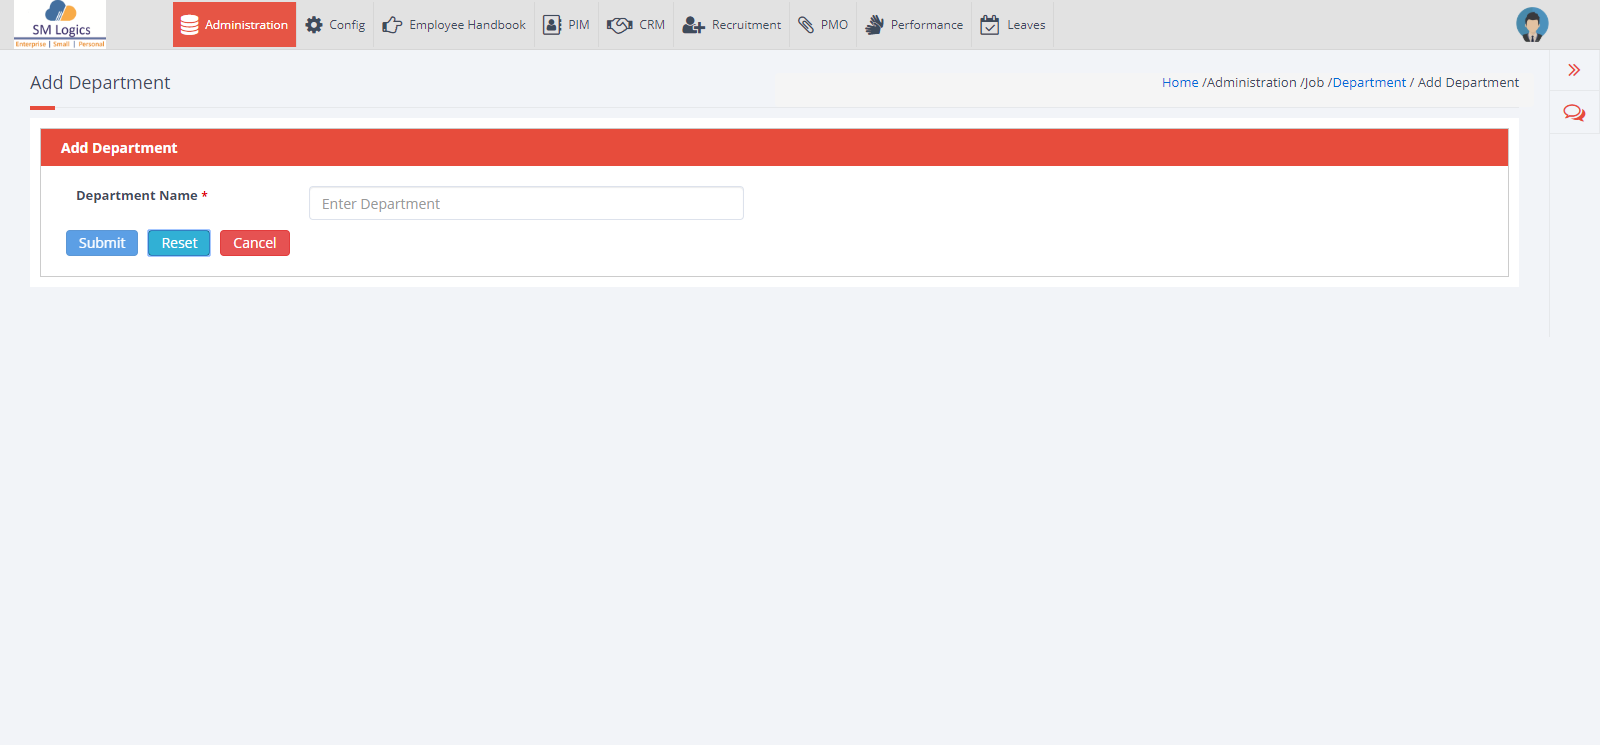 SM Logics
Enterprise | Small | Personal
Administration
Config
Employee Handbook
PIM
CRM
Recruitment
PMO
Performance
Leaves
Add Department
Home /Administration /Job /Department / Add Department
Add Department
Department Name *
Enter Department
Submit
Reset
Cancel